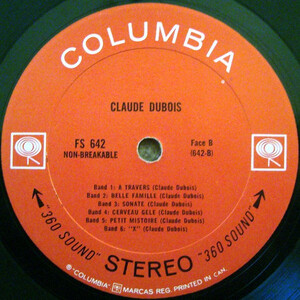 COLUMBIA
CLAUDE DUBOIS
FS 642
NON-BREAKABLE
Face B
(642-B)
Band 1: À TRAVERS (Claude Dubois)
Band 2: BELLE FAMILLE (Claude Dubois)
Band 3: SONATE (Claude Dubois)
Band 4: CERVEAU GELÉ (Claude Dubois)
Band 5: PETIT HISTOIRE (Claude Dubois)
Band 6: "X" (Claude Dubois)
"360 SOUND" STEREO "360 SOUND"
® "COLUMBIA" MARCAS REG. PRINTED IN CAN.